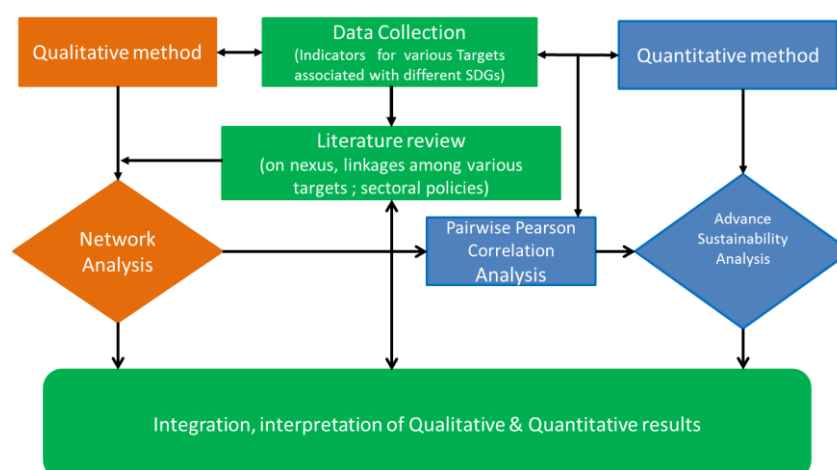 Qualitative method
Data Collection
(Indicators for various Targets
associated with different SDGs)
Quantitative method
Literature review
(on nexus, linkages among various
targets ; sectoral policies)
Network
Analysis
Pairwise Pearson
Correlation
Analysis
Advance
Sustainability
Analysis
Integration, interpretation of Qualitative & Quantitative results